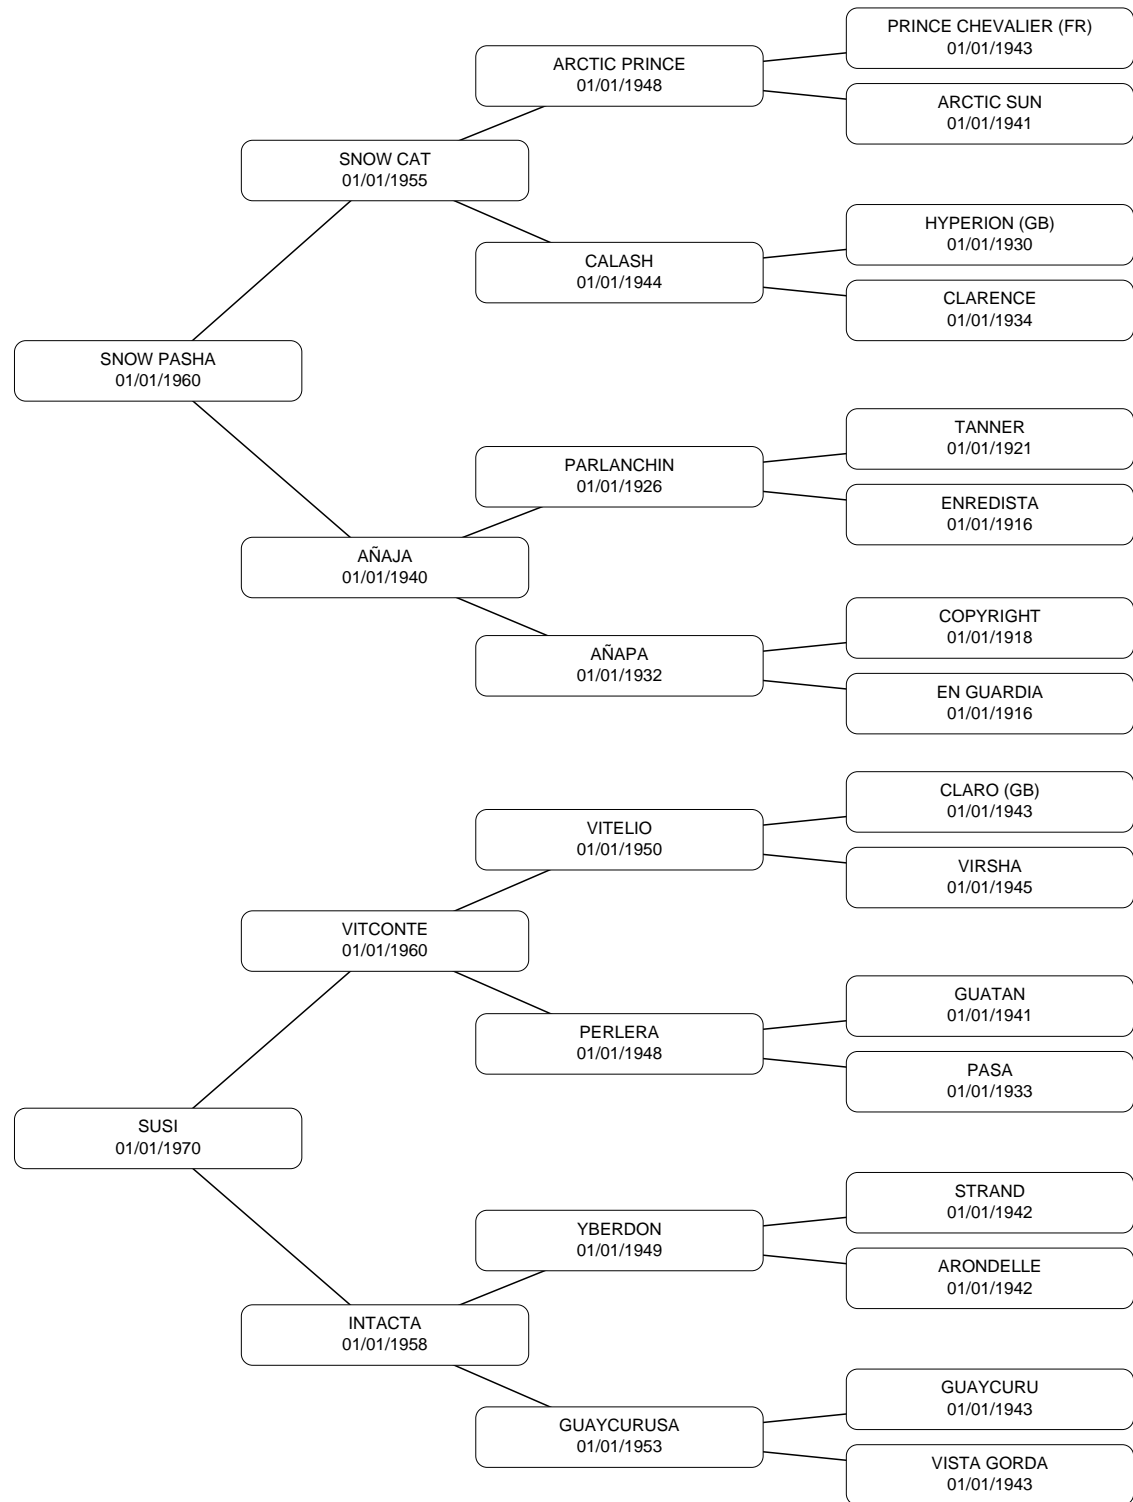 PRINCE CHEVALIER (FR)
01/01/1943
ARCTIC PRINCE
01/01/1948
ARCTIC SUN
01/01/1941
SNOW CAT
01/01/1955
HYPERION (GB)
01/01/1930
CALASH
01/01/1944
CLARENCE
01/01/1934
SNOW PASHA
01/01/1960
TANNER
01/01/1921
PARLANCHIN
01/01/1926
ENREDISTA
01/01/1916
AÑAJA
01/01/1940
COPYRIGHT
01/01/1918
AÑAPA
01/01/1932
EN GUARDIA
01/01/1916
CLARO (GB)
01/01/1943
VITELIO
01/01/1950
VIRSHA
01/01/1945
VITCONTE
01/01/1960
GUATAN
01/01/1941
PERLERA
01/01/1948
PASA
01/01/1933
SUSI
01/01/1970
STRAND
01/01/1942
YBERDON
01/01/1949
ARONDELLE
01/01/1942
INTACTA
01/01/1958
GUAYCURU
01/01/1943
GUAYCURUSA
01/01/1953
VISTA GORDA
01/01/1943